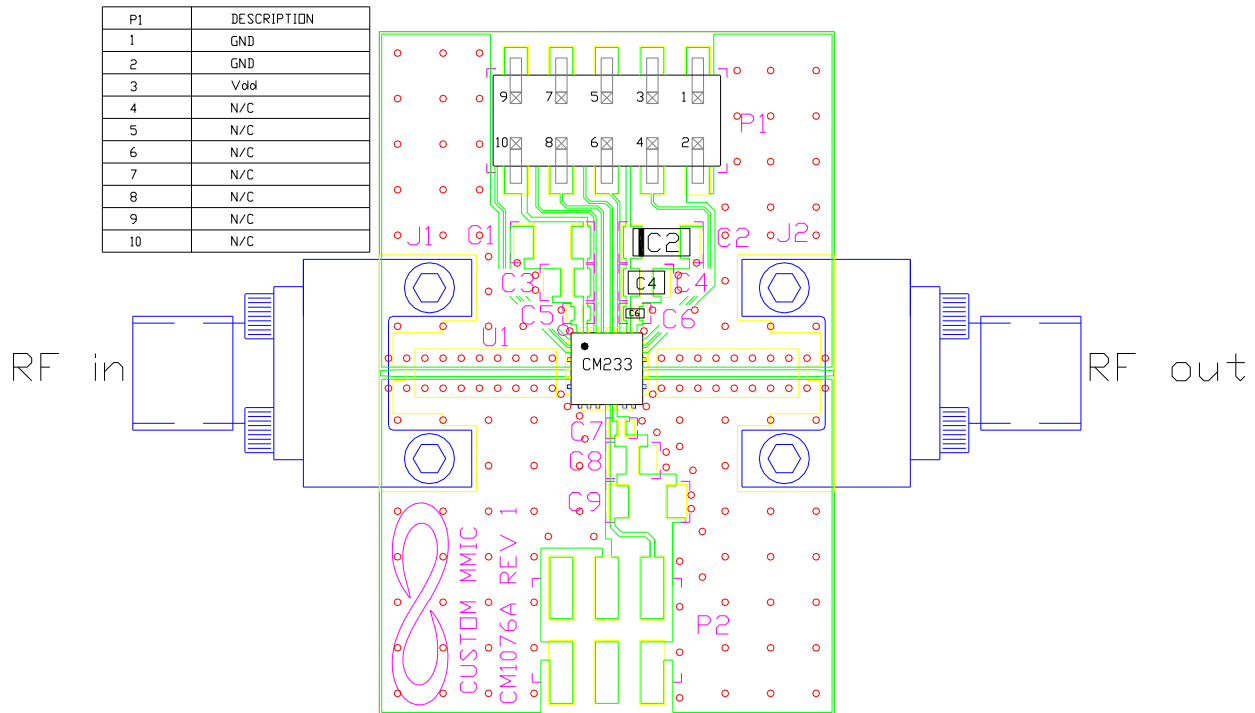 P1 DESCRIPTION
1 GND
2 GND
3 Vdd
4 N/C
5 N/C
6 N/C
7 N/C
8 N/C
9 N/C
10 N/C
9 7 5 3 1
P1
10 8 6 4 2
J1 C1 C2 C2 J2
C3 C4 C4
C5 C6 C6
U1
CM233
RF in
RF out
C7
C8
C9
CUSTOM MMIC
CM1076A REV 1
P2